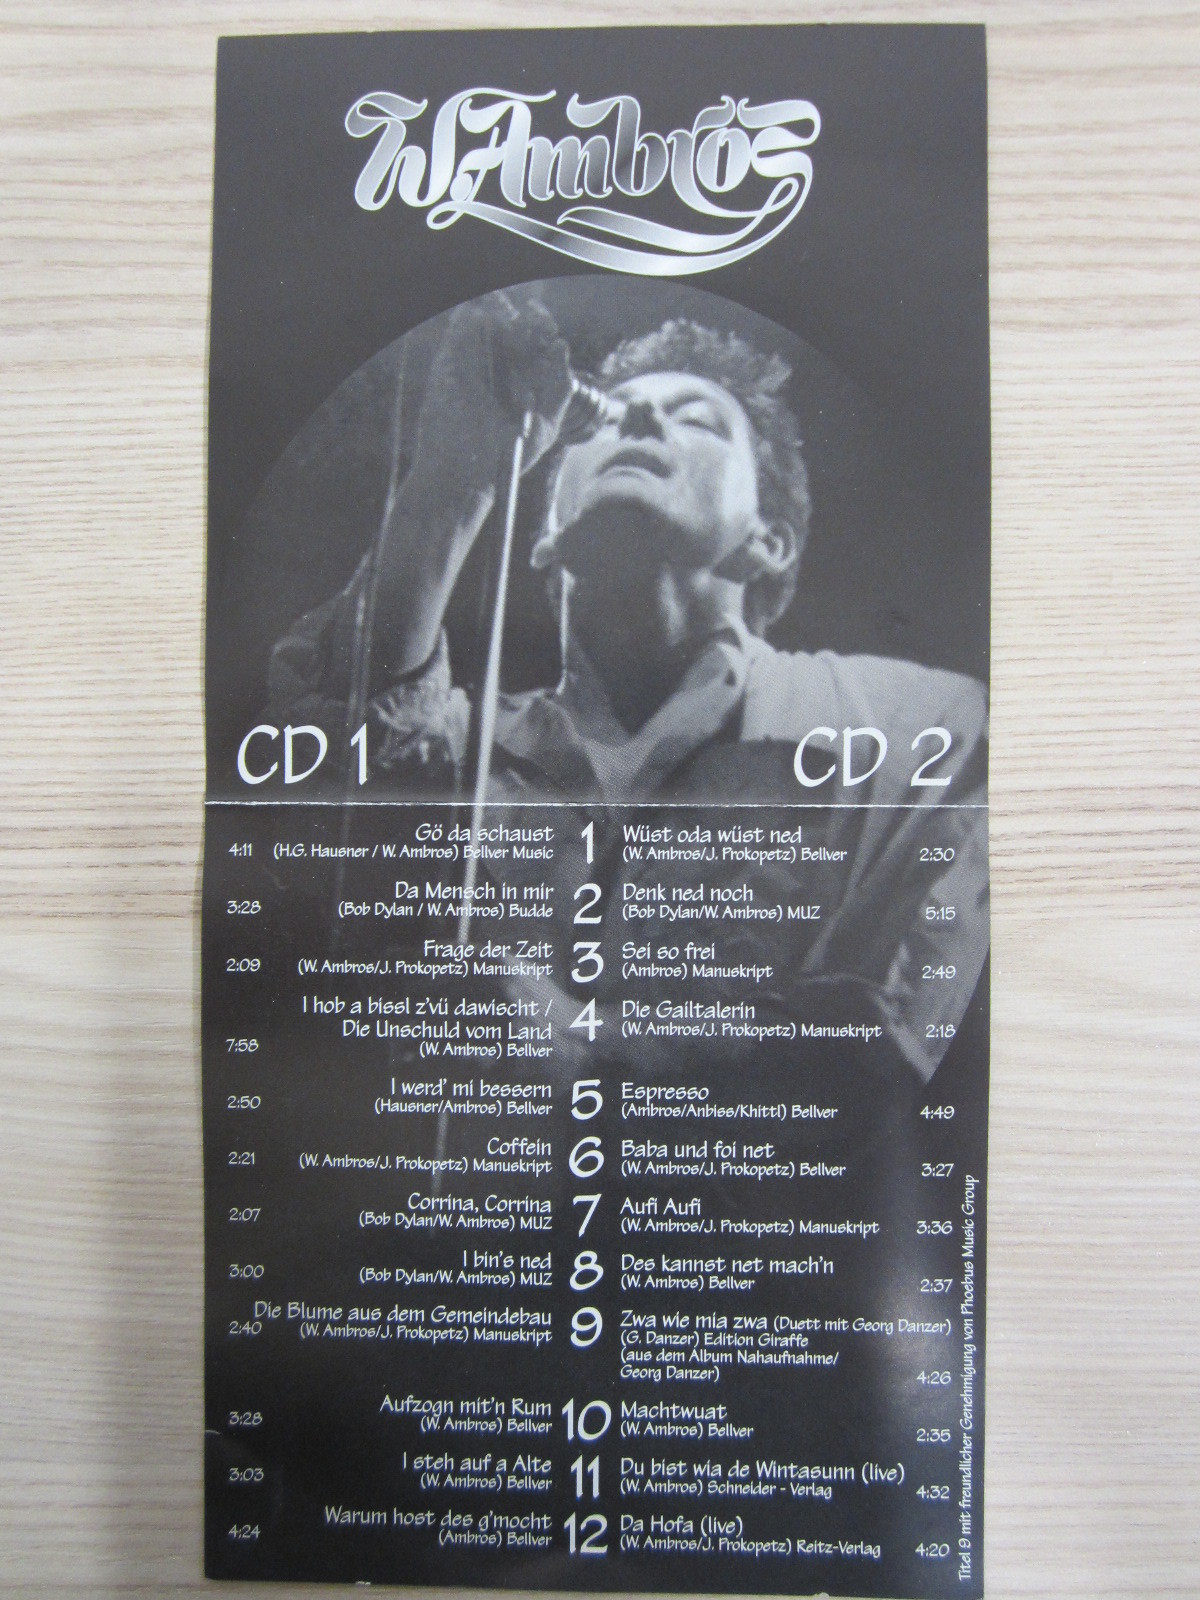 W. Ambros
CD 1
CD 2
Gö da schaust
4:11 (H.G. Hausner / W. Ambros) Bellver Music
1
Wüst oda wüst ned
(W. Ambros/J. Prokopetz) Bellver 2:30
Da Mensch in mir
3:28 (Bob Dylan / W. Ambros) Budde
2
Denk ned noch
(Bob Dylan/W. Ambros) MUZ 5:15
Frage der Zeit
2:09 (W. Ambros/J. Prokopetz) Manuskript
3
Sei so frei
(Ambros) Manuskript 2:49
I hob a bissl z'vü dawischt /
Die Unschuld vom Land
7:58 (W. Ambros) Bellver
4
Die Gailtalerin
(W. Ambros/J. Prokopetz) Manuskript 2:18
I werd' mi bessern
2:50 (Hausner/Ambros) Bellver
5
Espresso
(Ambros/Anbiss/Khittl) Bellver 4:49
Coffein
2:21 (W. Ambros/J. Prokopetz) Manuskript
6
Baba und foi net
(W. Ambros/J. Prokopetz) Bellver 3:27
Corrina, Corrina
2:07 (Bob Dylan/W. Ambros) MUZ
7
Aufi Aufi
(W. Ambros/J. Prokopetz) Manuskript 3:36
I bin's ned
3:00 (Bob Dylan/W. Ambros) MUZ
8
Des kannst net mach'n
(W. Ambros) Bellver 2:37
Die Blume aus dem Gemeindebau
2:40 (W. Ambros/J. Prokopetz) Manuskript
9
Zwa wie mia zwa (Duett mit Georg Danzer)
(G. Danzer) Edition Giraffe
(aus dem Album Nahaufnahme/
Georg Danzer) 4:26
Aufzogn mit'n Rum
3:28 (W. Ambros) Bellver
10
Machtwuat
(W. Ambros) Bellver 2:35
I steh auf a Alte
3:03 (W. Ambros) Bellver
11
Du bist wia de Wintasunn (live)
(W. Ambros) Schneider - Verlag 4:32
Warum host des g'mocht
4:24 (Ambros) Bellver
12
Da Hofa (live)
(W. Ambros/J. Prokopetz) Reitz-Verlag 4:20
Titel 9 mit freundlicher Genehmigung von Phoebus Music Group